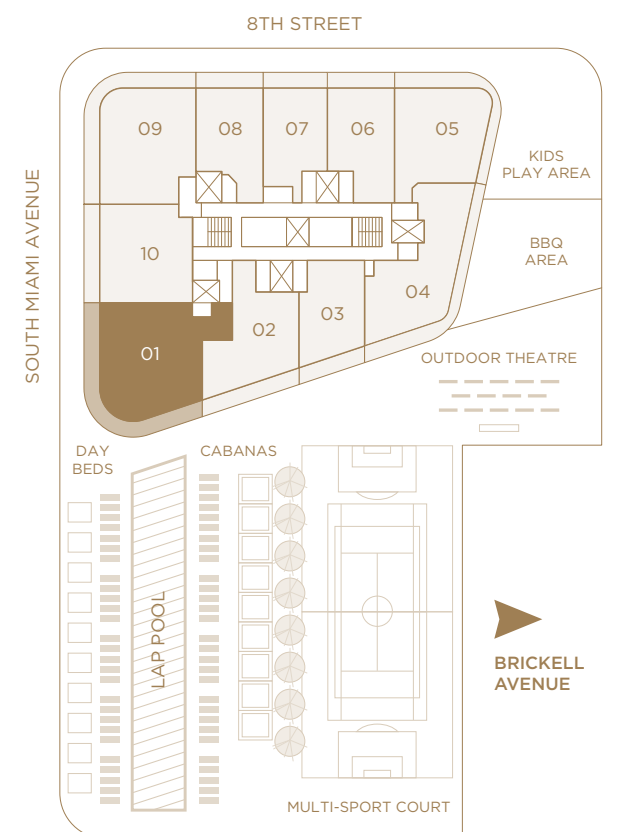 8TH STREET
SOUTH MIAMI AVENUE
09
08
07
06
05
KIDS
PLAY AREA
BBQ
AREA
10
04
03
02
01
OUTDOOR THEATRE
DAY
BEDS
CABANAS
LAP POOL
BRICKELL
AVENUE
MULTI-SPORT COURT